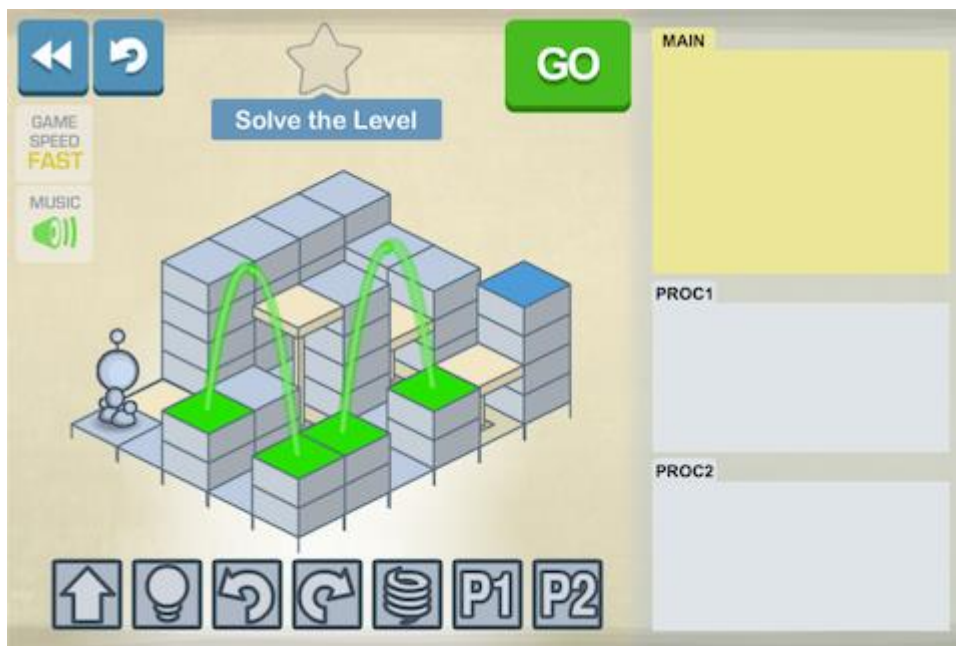 GO
MAIN
Solve the Level
GAME
SPEED
FAST
MUSIC
PROC1
PROC2
P1
P2